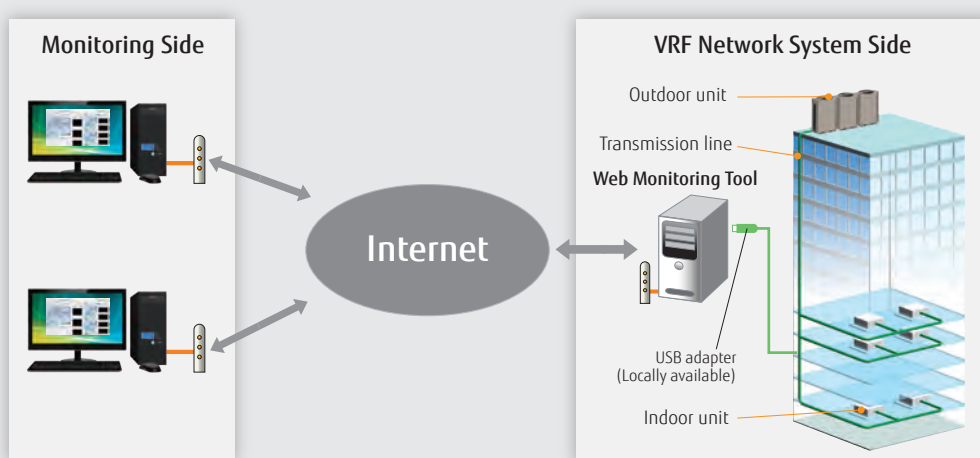 Monitoring Side
Internet
VRF Network System Side
Outdoor unit
Transmission line
Web Monitoring Tool
USB adapter
(Locally available)
Indoor unit